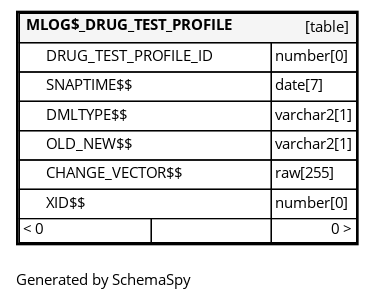 MLOG$_DRUG_TEST_PROFILE [table]
DRUG_TEST_PROFILE_ID number[0]
SNAPTIME$$ date[7]
DMLTYPE$$ varchar2[1]
OLD_NEW$$ varchar2[1]
CHANGE_VECTOR$$ raw[255]
XID$$ number[0]
< 0 0 >
Generated by SchemaSpy